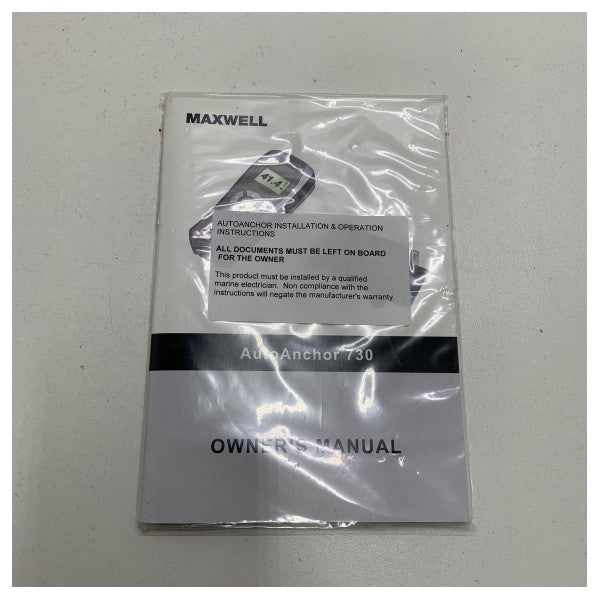 MAXWELL
41.4
AUTOANCHOR INSTALLATION & OPERATION
INSTRUCTIONS
ALL DOCUMENTS MUST BE LEFT ON BOARD
FOR THE OWNER
This product must be installed by a qualified
marine electrician. Non compliance with the
instructions will negate the manufacturer's warranty.
AutoAnchor 730
OWNER'S MANUAL